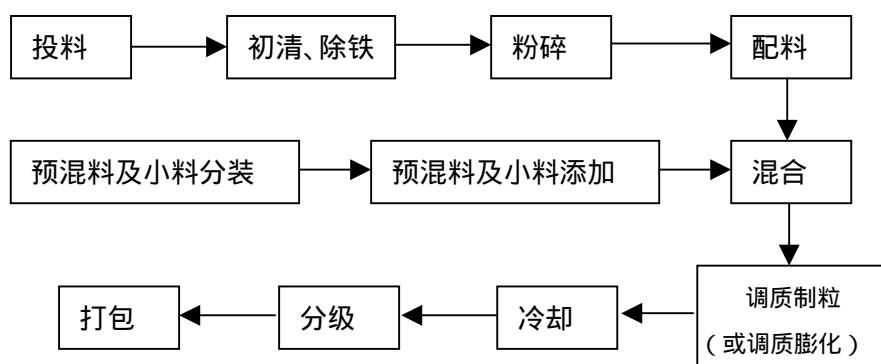 投料
初清、除铁
粉碎
配料
预混料及小料分装
预混料及小料添加
混合
调质制粒
（或调质膨化）
冷却
分级
打包